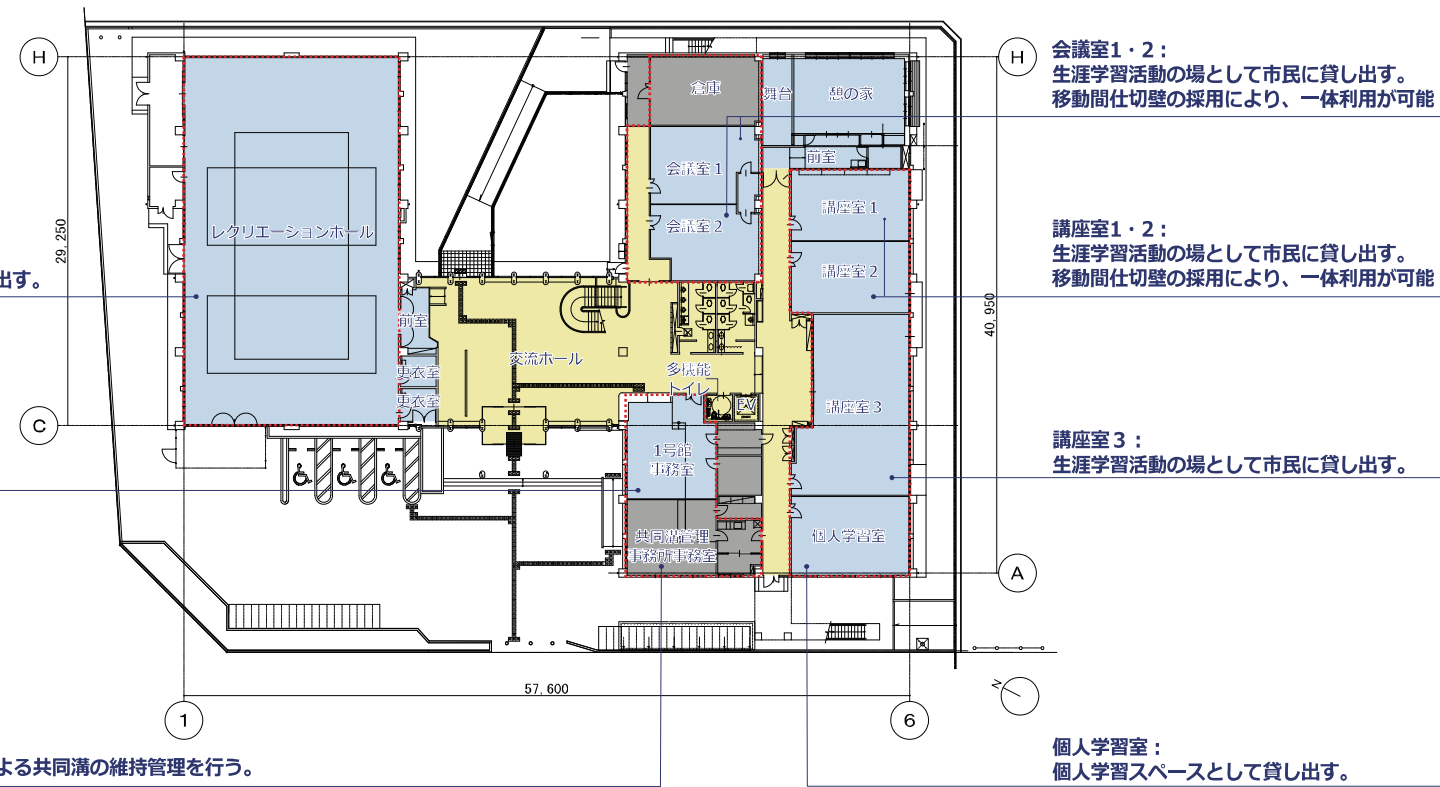 H
H
会議室1・2：
生涯学習活動の場として市民に貸し出す。
移動間仕切壁の採用により、一体利用が可能
倉庫
舞台
憩の家
会議室1
前室
会議室2
講座室1
講座室2
講座室1・2：
生涯学習活動の場として市民に貸し出す。
移動間仕切壁の採用により、一体利用が可能
29,250
レクリエーションホール
出す。
前室
40,950
交流ホール
更衣室
更衣室
多機能
トイレ
EV
講座室3
C
講座室3：
生涯学習活動の場として市民に貸し出す。
1号館
事務室
共同溝管理
事務所事務室
個人学習室
A
57,600
N
1
6
個人学習室：
個人学習スペースとして貸し出す。
よる共同溝の維持管理を行う。